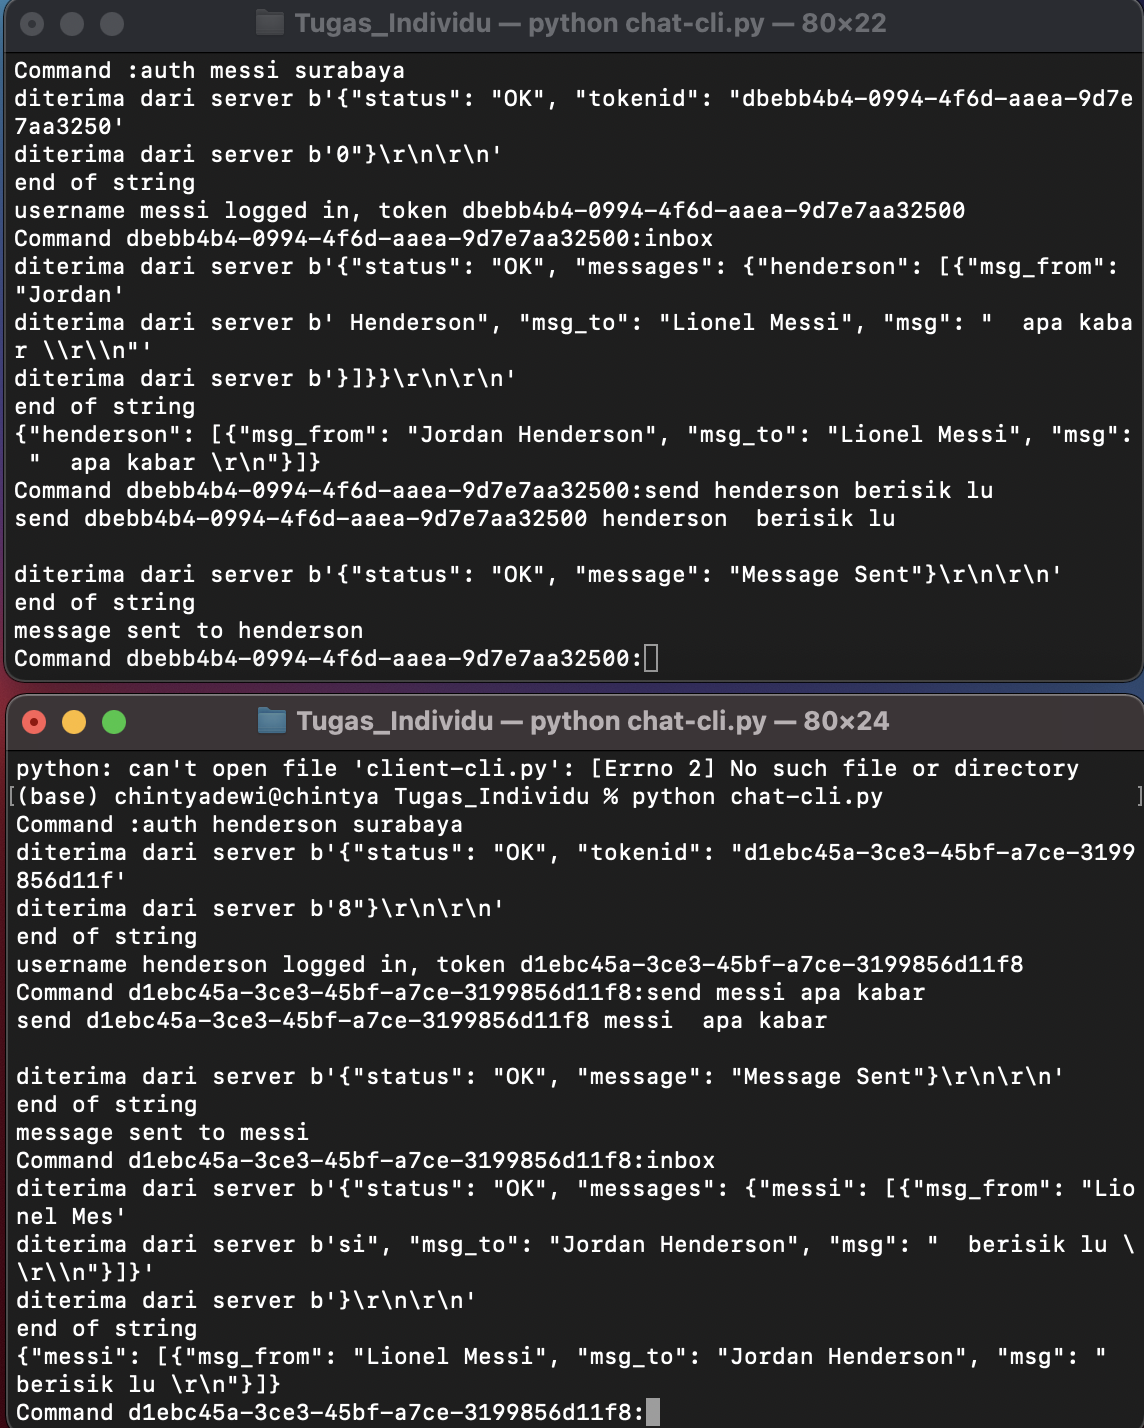 Tugas_Individu — python chat-cli.py — 80×22
Command :auth messi surabaya
diterima dari server b'{"status": "OK", "tokenid": "dbebb4b4-0994-4f6d-aaea-9d7e
7aa3250'
diterima dari server b'0"}\r\n\r\n'
end of string
username messi logged in, token dbebb4b4-0994-4f6d-aaea-9d7e7aa32500
Command dbebb4b4-0994-4f6d-aaea-9d7e7aa32500:inbox
diterima dari server b'{"status": "OK", "messages": {"henderson": [{"msg_from":
"Jordan'
diterima dari server b' Henderson", "msg_to": "Lionel Messi", "msg": "  apa kaba
r \\r\\n"'
diterima dari server b'}]}}\r\n\r\n'
end of string
{"henderson": [{"msg_from": "Jordan Henderson", "msg_to": "Lionel Messi", "msg":
 "  apa kabar \r\n"}]}
Command dbebb4b4-0994-4f6d-aaea-9d7e7aa32500:send henderson berisik lu
send dbebb4b4-0994-4f6d-aaea-9d7e7aa32500 henderson  berisik lu
diterima dari server b'{"status": "OK", "message": "Message Sent"}\r\n\r\n'
end of string
message sent to henderson
Command dbebb4b4-0994-4f6d-aaea-9d7e7aa32500:
Tugas_Individu — python chat-cli.py — 80×24
python: can't open file 'client-cli.py': [Errno 2] No such file or directory
[(base) chintyadewi@chintya Tugas_Individu % python chat-cli.py ]
Command :auth henderson surabaya
diterima dari server b'{"status": "OK", "tokenid": "d1ebc45a-3ce3-45bf-a7ce-3199
856d11f'
diterima dari server b'8"}\r\n\r\n'
end of string
username henderson logged in, token d1ebc45a-3ce3-45bf-a7ce-3199856d11f8
Command d1ebc45a-3ce3-45bf-a7ce-3199856d11f8:send messi apa kabar
send d1ebc45a-3ce3-45bf-a7ce-3199856d11f8 messi  apa kabar
diterima dari server b'{"status": "OK", "message": "Message Sent"}\r\n\r\n'
end of string
message sent to messi
Command d1ebc45a-3ce3-45bf-a7ce-3199856d11f8:inbox
diterima dari server b'{"status": "OK", "messages": {"messi": [{"msg_from": "Lio
nel Mes'
diterima dari server b'si", "msg_to": "Jordan Henderson", "msg": "  berisik lu \
\r\\n"}]}'
diterima dari server b'}\r\n\r\n'
end of string
{"messi": [{"msg_from": "Lionel Messi", "msg_to": "Jordan Henderson", "msg": "
berisik lu \r\n"}]}
Command d1ebc45a-3ce3-45bf-a7ce-3199856d11f8: